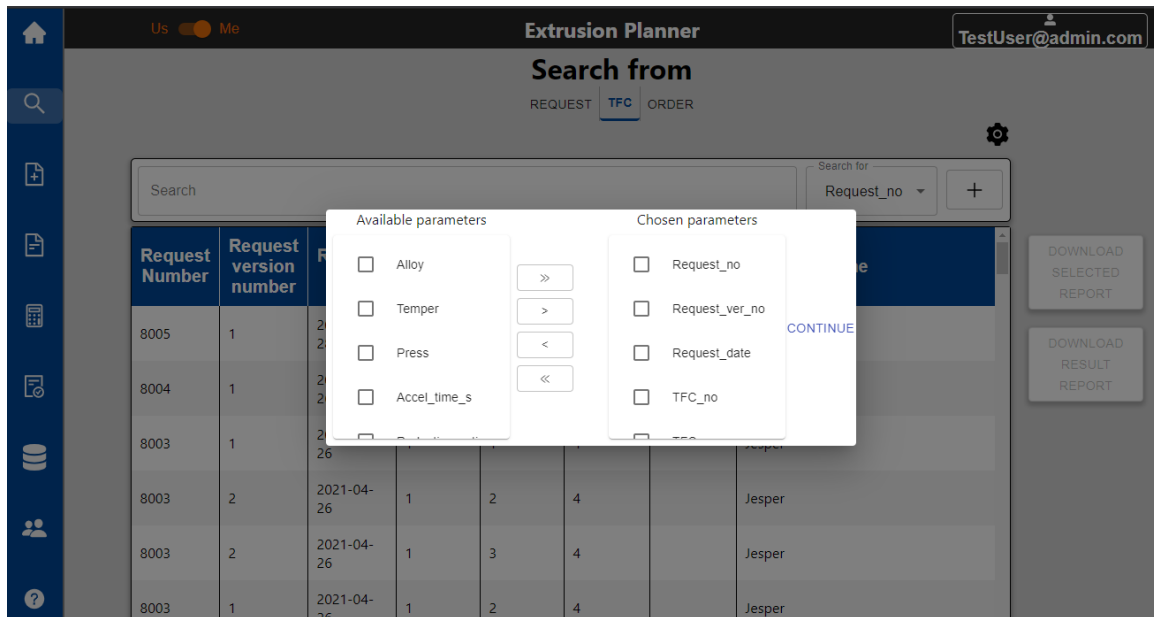 Us Me
Extrusion Planner
TestUser@admin.com
Search from
REQUEST TFC ORDER
Search
Search for
Request_no
+
Available parameters
Alloy
Temper
Press
Accel_time_s
»
>
<
«
Chosen parameters
Request_no
Request_ver_no
Request_date
TFC_no
CONTINUE
Request
Number
Request
version
number
8005 1
8004 1
8003 1 26 Jesper
8003 2 2021-04-
26 1 2 4 Jesper
8003 2 2021-04-
26 1 3 4 Jesper
8003 1 2021-04-
26 1 2 4 Jesper
DOWNLOAD
SELECTED
REPORT
DOWNLOAD
RESULT
REPORT